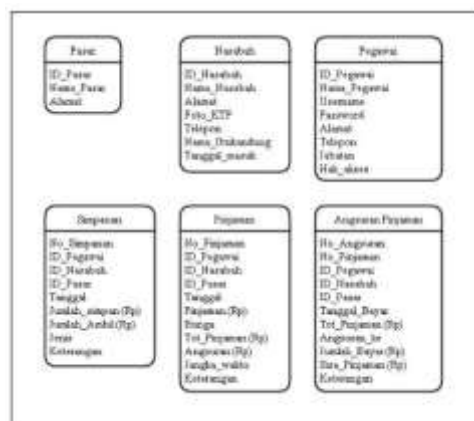 Pasar
ID_Pasar
Nama_Pasar
Alamat
Nasabah
ID_Nasabah
Nama_Nasabah
Alamat
Foto_KTP
Telepon
Nama_Ibukandung
Tanggal_masuk
Pegawai
ID_Pegawai
Nama_Pegawai
Username
Password
Alamat
Telepon
Jabatan
Hak_akses
Simpanan
No_Simpanan
ID_Pegawai
ID_Nasabah
ID_Pasar
Tanggal
Jumlah_simpan (Rp)
Jumlah_Ambil (Rp)
Jenis
Keterangan
Pinjaman
No_Pinjaman
ID_Pegawai
ID_Nasabah
ID_Pasar
Tanggal
Pinjaman (Rp)
Bunga
Tot_Pinjaman (Rp)
Angsuran (Rp)
Jangka_waktu
Keterangan
Angsuran Pinjaman
No_Angsuran
No_Pinjaman
ID_Pegawai
ID_Nasabah
ID_Pasar
Tanggal_Bayar
Tot_Pinjaman (Rp)
Angsuran_ke
Jumlah_Bayar (Rp)
Sisa_Pinjaman (Rp)
Keterangan